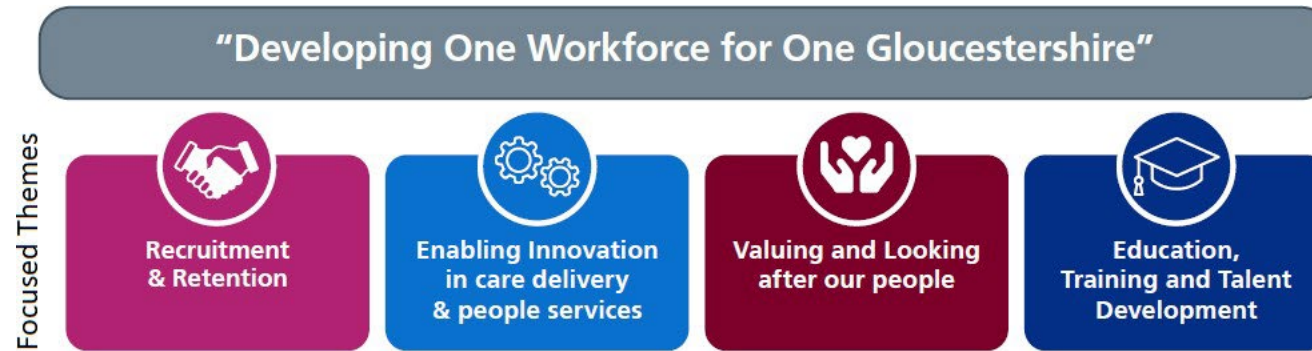 “Developing One Workforce for One Gloucestershire”
Focused Themes
Recruitment
& Retention
Enabling Innovation
in care delivery
& people services
Valuing and Looking
after our people
Education,
Training and Talent
Development